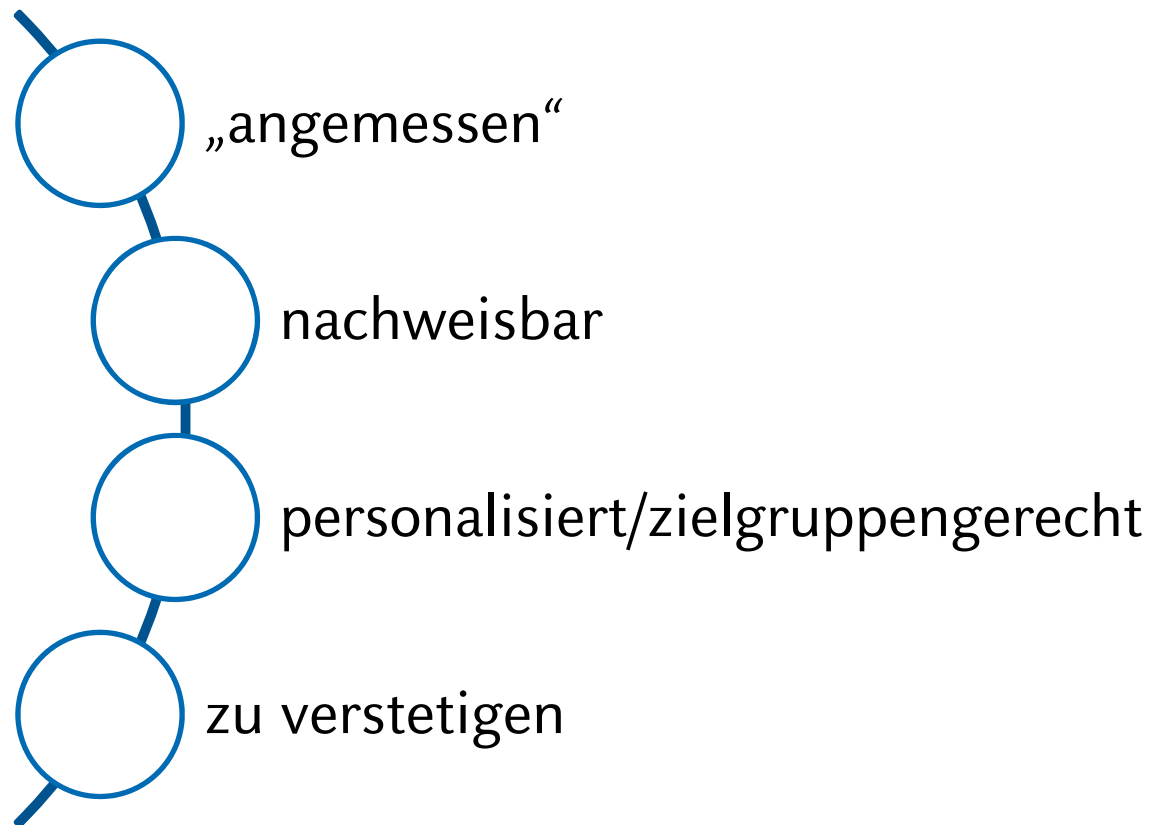 „angemessen“
nachweisbar
personalisiert/zielgruppengerecht
zu verstetigen